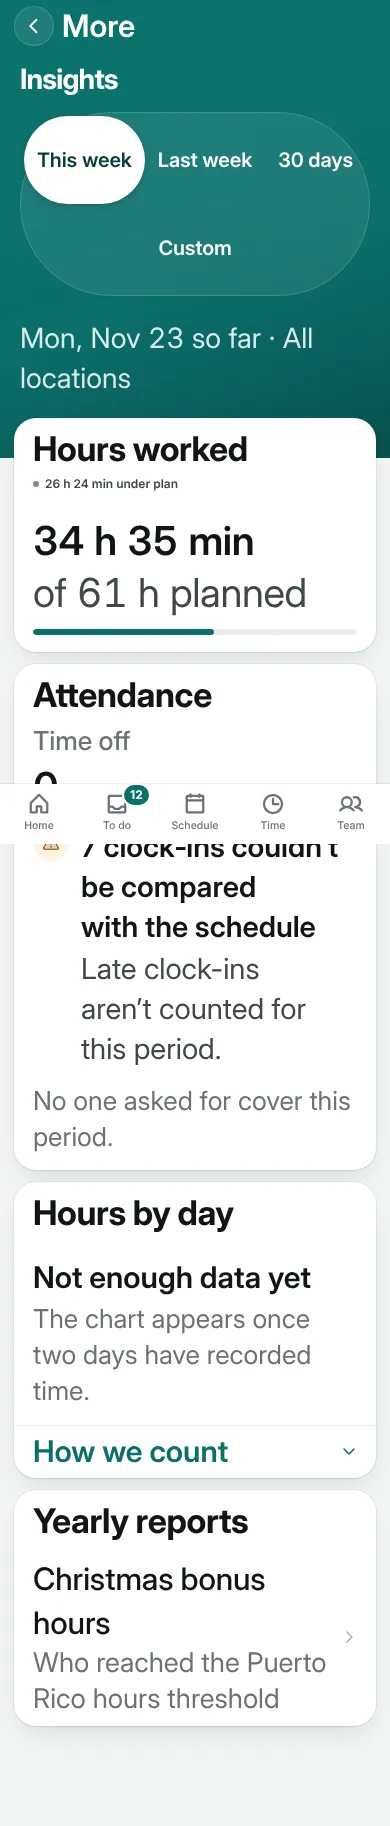 More
Insights
This week
Last week
30 days
Custom
Mon, Nov 23 so far · All
locations
Hours worked
26 h 24 min under plan
34 h 35 min
of 61 h planned
Attendance
Time off
0
12
Home
To do
Schedule
Time
Team
7 clock-ins couldn't
be compared
with the schedule
Late clock-ins
aren’t counted for
this period.
No one asked for cover this
period.
Hours by day
Not enough data yet
The chart appears once
two days have recorded
time.
How we count
Yearly reports
Christmas bonus
hours
Who reached the Puerto
Rico hours threshold